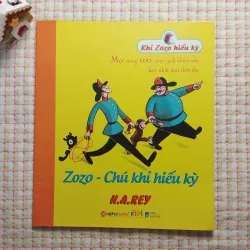 Khỉ Zozo hiếu kỳ
Một trong 100 cuốn sách thiếu nhi
hay nhất mọi thời đại
Zozo - Chú khỉ hiếu kỳ
H.A.REY